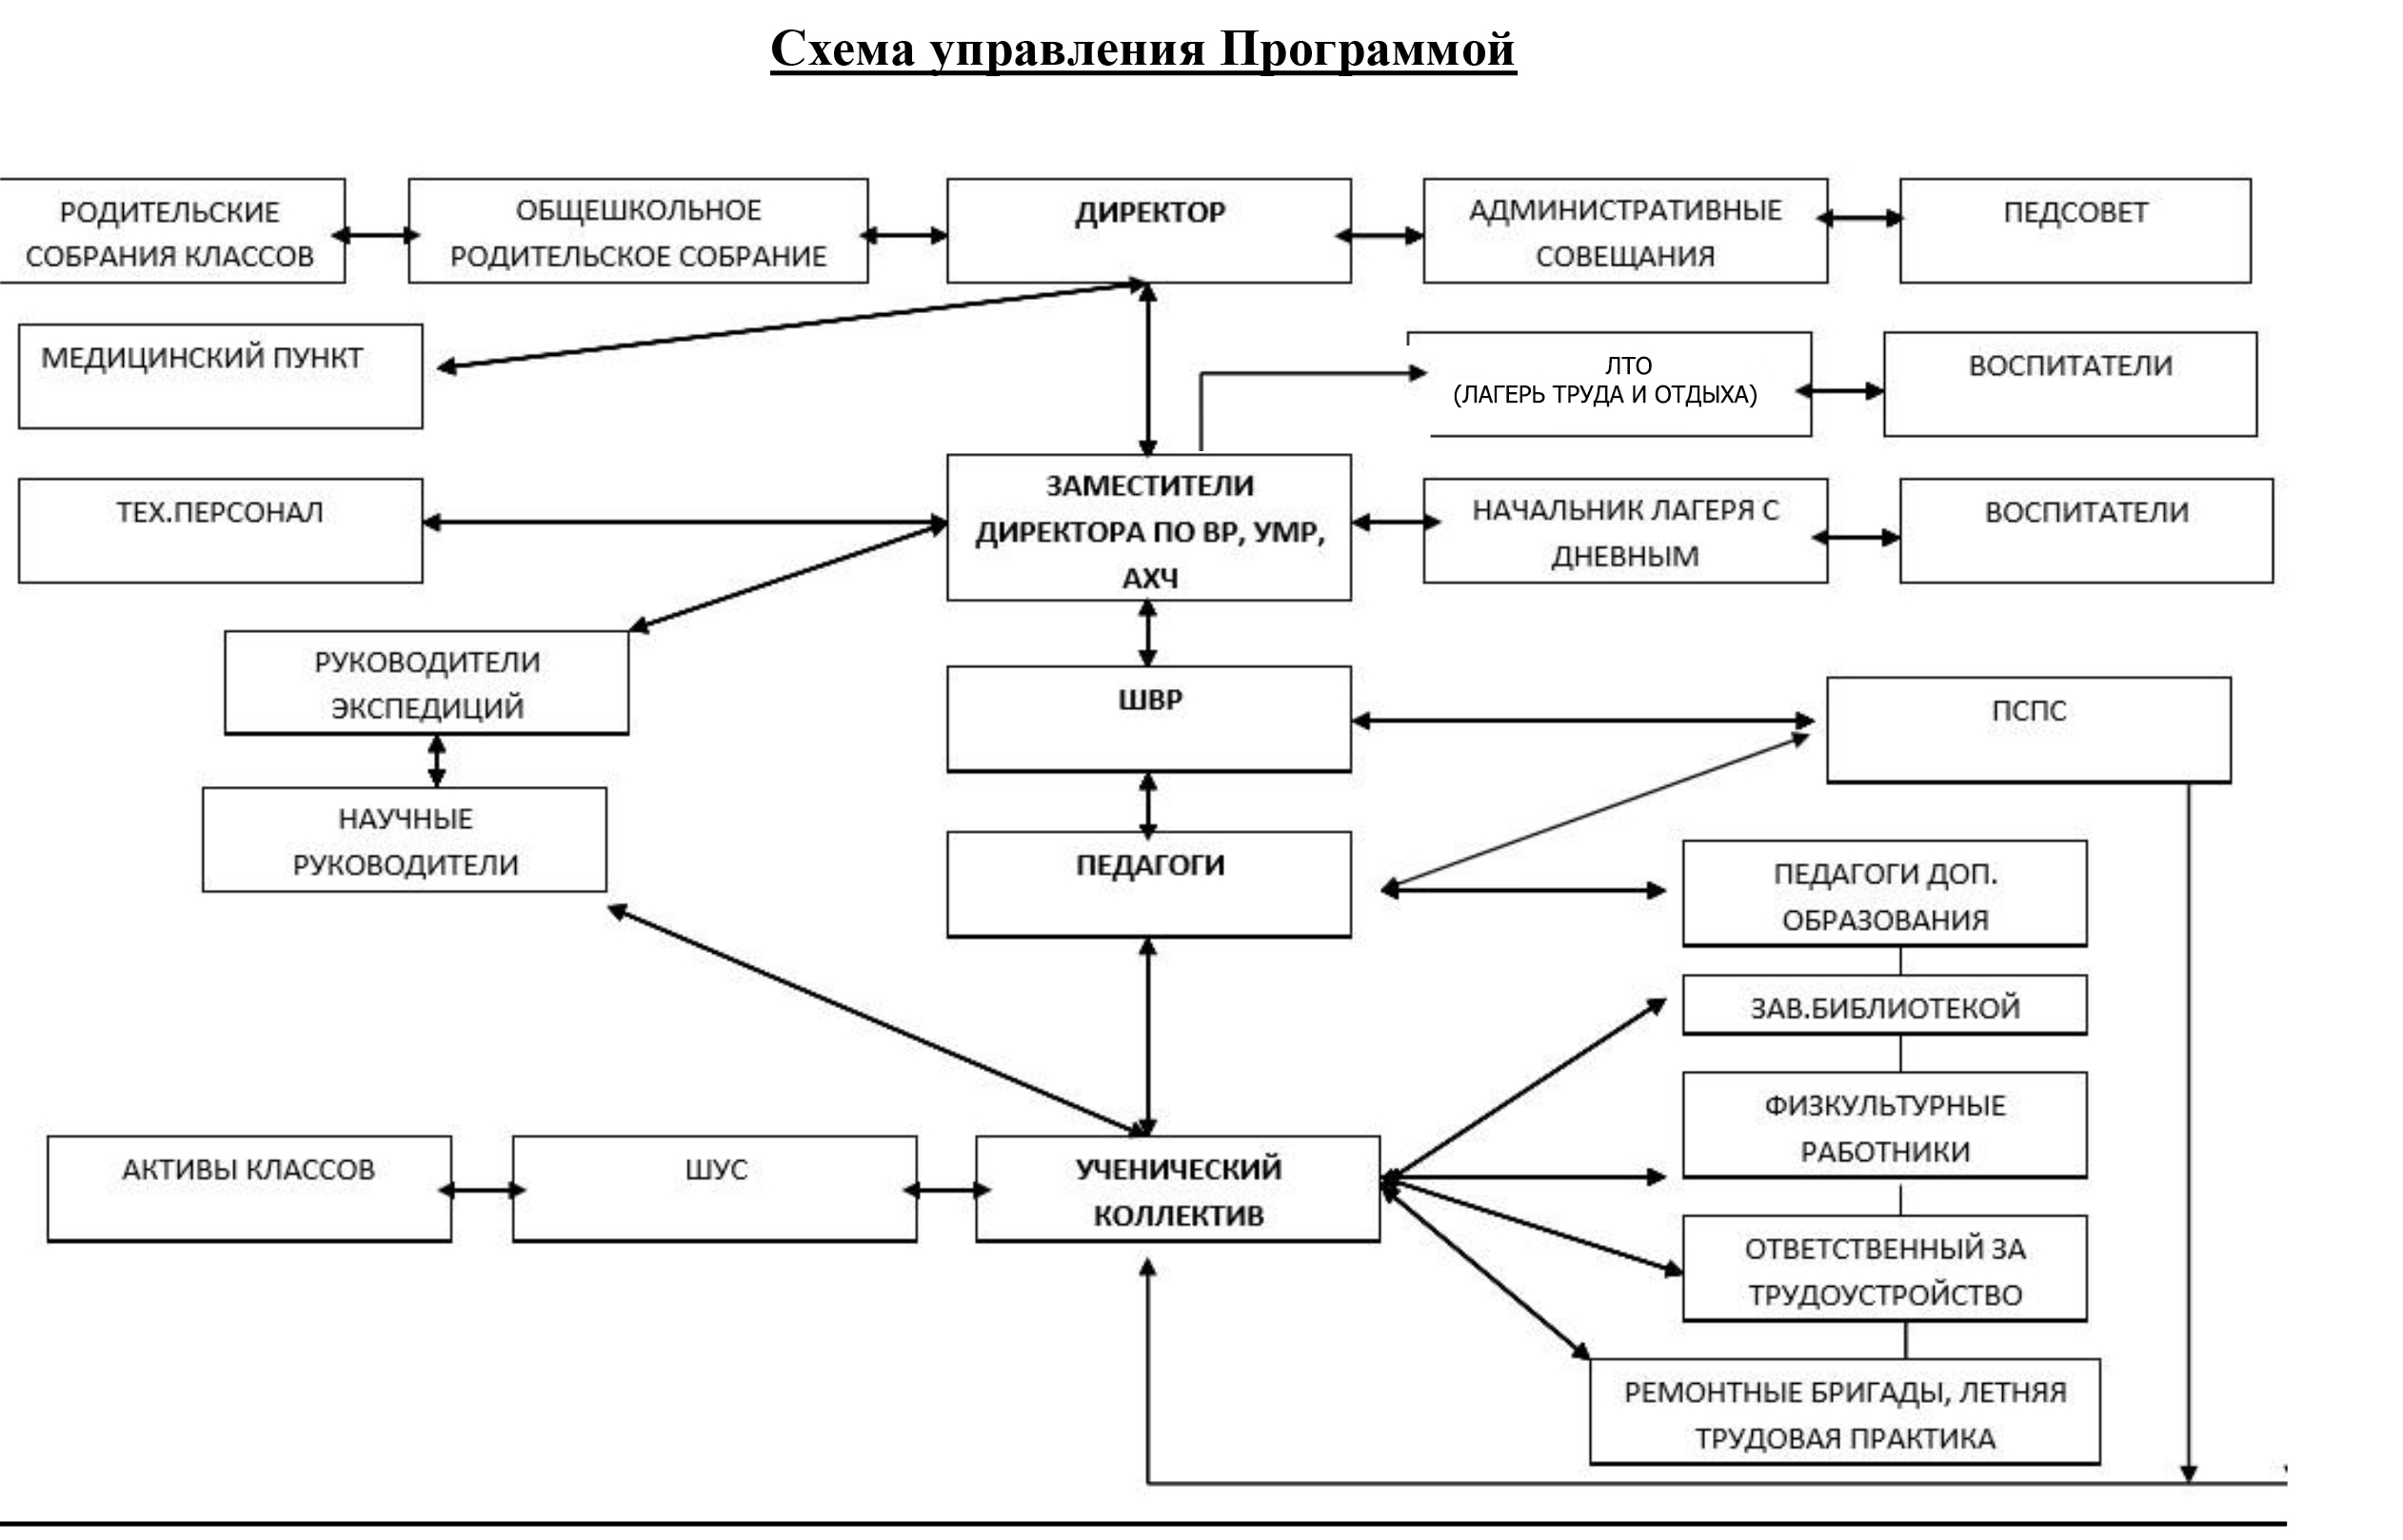 Схема управления Программой
РОДИТЕЛЬСКИЕ
СОБРАНИЯ КЛАССОВ
ОБЩЕШКОЛЬНОЕ
РОДИТЕЛЬСКОЕ СОБРАНИЕ
ДИРЕКТОР
АДМИНИСТРАТИВНЫЕ
СОВЕЩАНИЯ
ПЕДСОВЕТ
МЕДИЦИНСКИЙ ПУНКТ
ЛТО
(ЛАГЕРЬ ТРУДА И ОТДЫХА)
ВОСПИТАТЕЛИ
ТЕХ.ПЕРСОНАЛ
ЗАМЕСТИТЕЛИ
ДИРЕКТОРА ПО ВР, УМР,
АХЧ
НАЧАЛЬНИК ЛАГЕРЯ С
ДНЕВНЫМ
ВОСПИТАТЕЛИ
РУКОВОДИТЕЛИ
ЭКСПЕДИЦИЙ
ШВР
ПСПС
НАУЧНЫЕ
РУКОВОДИТЕЛИ
ПЕДАГОГИ
ПЕДАГОГИ ДОП.
ОБРАЗОВАНИЯ
ЗАВ.БИБЛИОТЕКОЙ
ФИЗКУЛЬТУРНЫЕ
РАБОТНИКИ
АКТИВЫ КЛАССОВ
ШУС
УЧЕНИЧЕСКИЙ
КОЛЛЕКТИВ
ОТВЕТСТВЕННЫЙ ЗА
ТРУДОУСТРОЙСТВО
РЕМОНТНЫЕ БРИГАДЫ, ЛЕТНЯЯ
ТРУДОВАЯ ПРАКТИКА